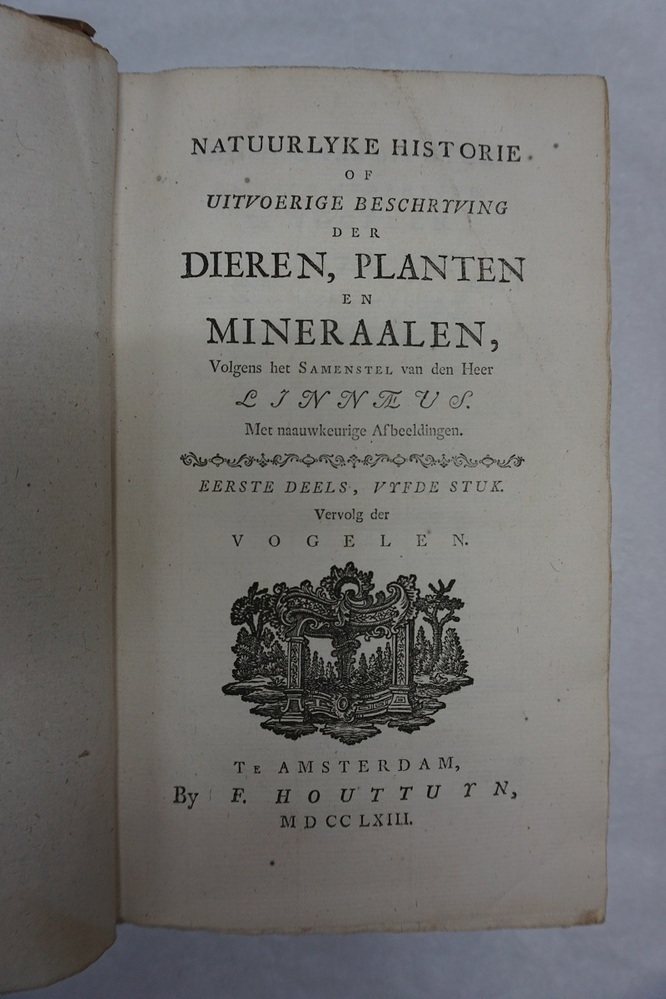 NATUURLYKE HISTORIE
OF
UITVOERIGE BESCHRYVING
DER
DIEREN, PLANTEN
EN
MINERAALEN,
Volgens het SAMENSTEL van den Heer
LINNÆUS.
Met naauwkeurige Afbeeldingen.
EERSTE DEELS, VYFDE STUK.
Vervolg der
VOGELEN.
TE AMSTERDAM,
By F. HOUTTUYN,
MDCCLXIII.